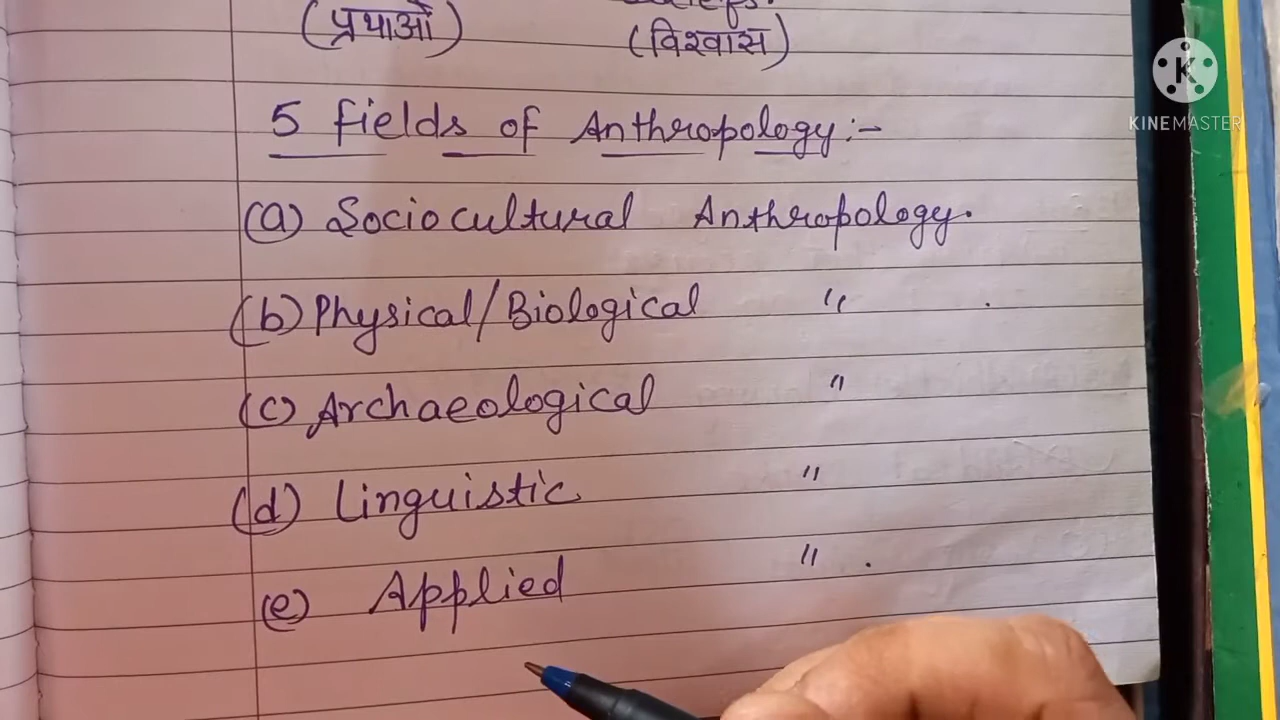 (प्रथाओं) (विश्वास)
5 fields of Anthropology:-
(a) Sociocultural Anthropology.
(b) Physical/Biological "
(c) Archaeological "
(d) Linguistic "
(e) Applied " .
K
KINEMASTER